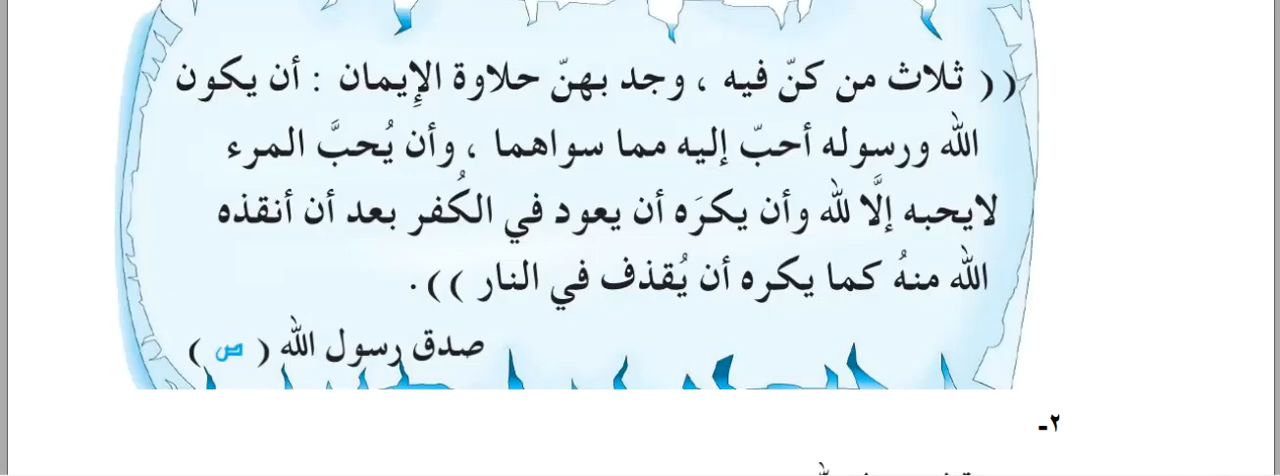 (( ثلاث من كنّ فيه ، وجد بهنّ حلاوة الإِيمان : أن يكون
الله ورسوله أحبّ إليه مما سواهما ، وأن يُحبَّ المرء
لايحبه إلَّا لله وأن يكرَه أن يعود في الكُفر بعد أن أنقذه
الله منهُ كما يكره أن يُقذف في النار )) .
صدق رسول الله ( ص )
٢-